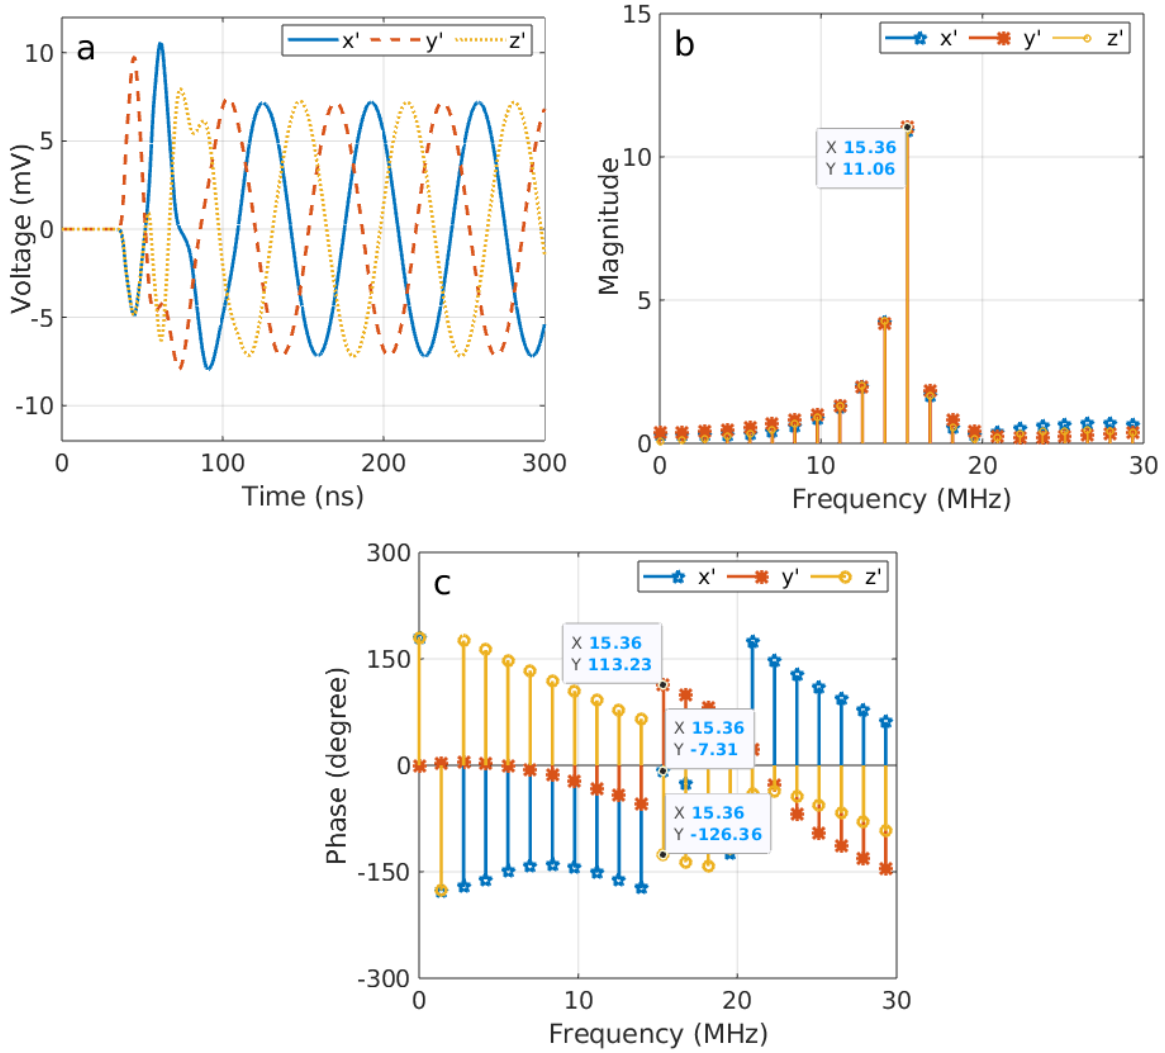 a
x' y' z'
10
5
0
-5
-10
Voltage (mV)
0 100 200 300
Time (ns)
b
x' y' z'
15
10
5
0
Magnitude
X 15.36
Y 11.06
0 10 20 30
Frequency (MHz)
c
x' y' z'
300
150
0
-150
-300
Phase (degree)
X 15.36
Y 113.23
X 15.36
Y -7.31
X 15.36
Y -126.36
0 10 20 30
Frequency (MHz)